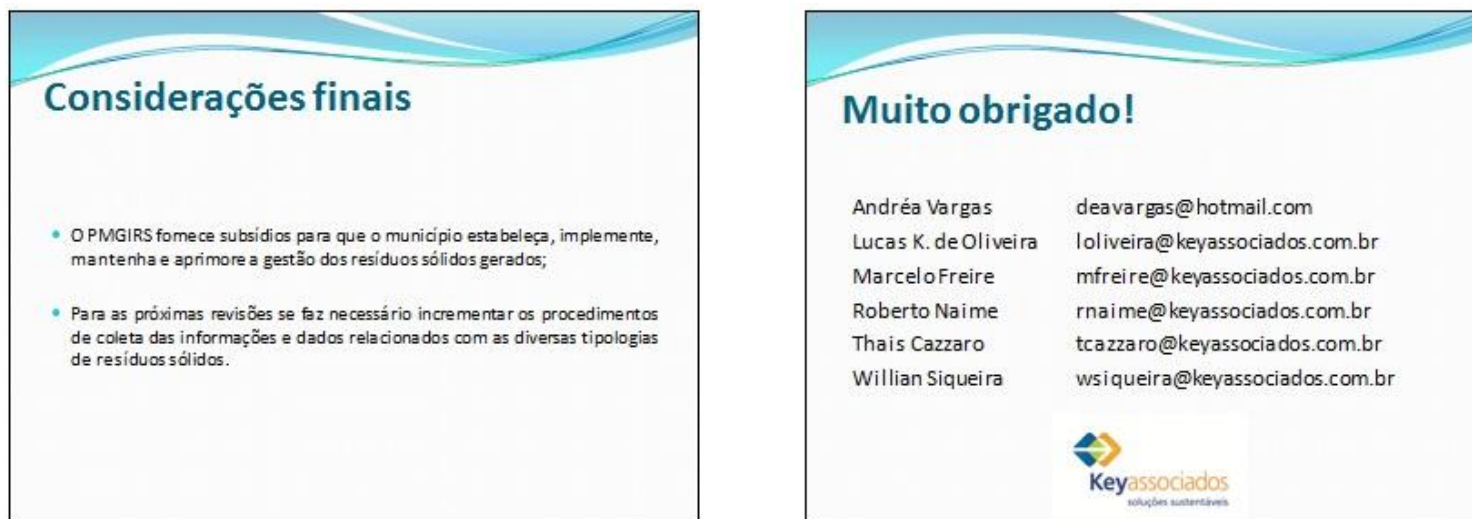 Considerações finais
• O PMGIRS fornece subsídios para que o município estabeleça, implemente,
mantenha e aprimore a gestão dos resíduos sólidos gerados;
• Para as próximas revisões se faz necessário incrementar os procedimentos
de coleta das informações e dados relacionados com as diversas tipologias
de resíduos sólidos.
Muito obrigado!
Andréa Vargas deavargas@hotmail.com
Lucas K. de Oliveira loliveira@keyassociados.com.br
Marcelo Freire mfreire@keyassociados.com.br
Roberto Naime rnaime@keyassociados.com.br
Thais Cazzaro tcazzaro@keyassociados.com.br
Willian Siqueira wsiqueira@keyassociados.com.br
Keyassociados
soluções sustentáveis